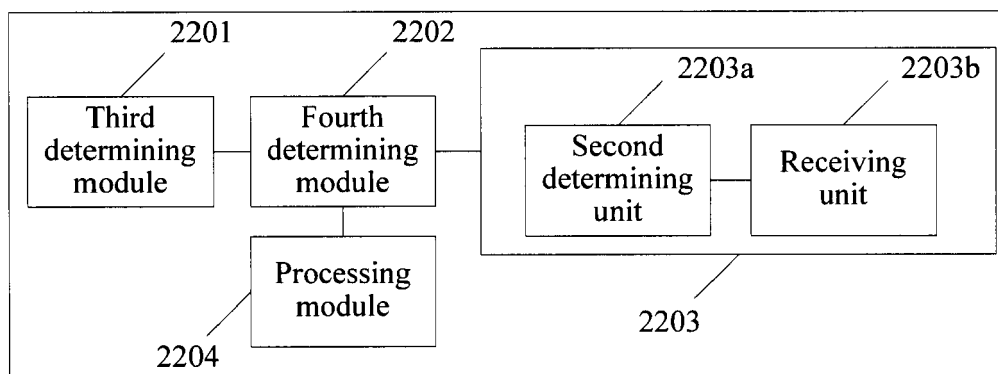 2201
2202
2203a
2203b
Third
determining
module
Fourth
determining
module
Second
determining
unit
Receiving
unit
Processing
module
2203
2204